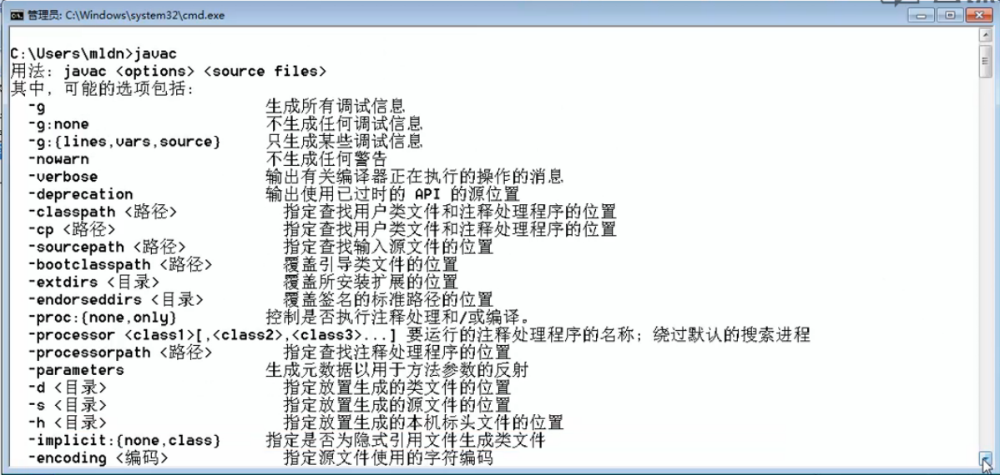 管理员: C:\Windows\system32\cmd.exe
C:\Users\mldn>javac
用法: javac <options> <source files>
其中, 可能的选项包括:
-g 生成所有调试信息
-g:none 不生成任何调试信息
-g:{lines,vars,source} 只生成某些调试信息
-nowarn 不生成任何警告
-verbose 输出有关编译器正在执行的操作的消息
-deprecation 输出使用已过时的 API 的源位置
-classpath <路径> 指定查找用户类文件和注释处理程序的位置
-cp <路径> 指定查找用户类文件和注释处理程序的位置
-sourcepath <路径> 指定查找输入源文件的位置
-bootclasspath <路径> 覆盖引导类文件的位置
-extdirs <目录> 覆盖所安装扩展的位置
-endorseddirs <目录> 覆盖签名的标准路径的位置
-proc:{none,only} 控制是否执行注释处理和/或编译。
-processor <class1>[,<class2>,<class3>...] 要运行的注释处理程序的名称; 绕过默认的搜索进程
-processorpath <路径> 指定查找注释处理程序的位置
-parameters 生成元数据以用于方法参数的反射
-d <目录> 指定放置生成的类文件的位置
-s <目录> 指定放置生成的源文件的位置
-h <目录> 指定放置生成的本机标头文件的位置
-implicit:{none,class} 指定是否为隐式引用文件生成类文件
-encoding <编码> 指定源文件使用的字符编码